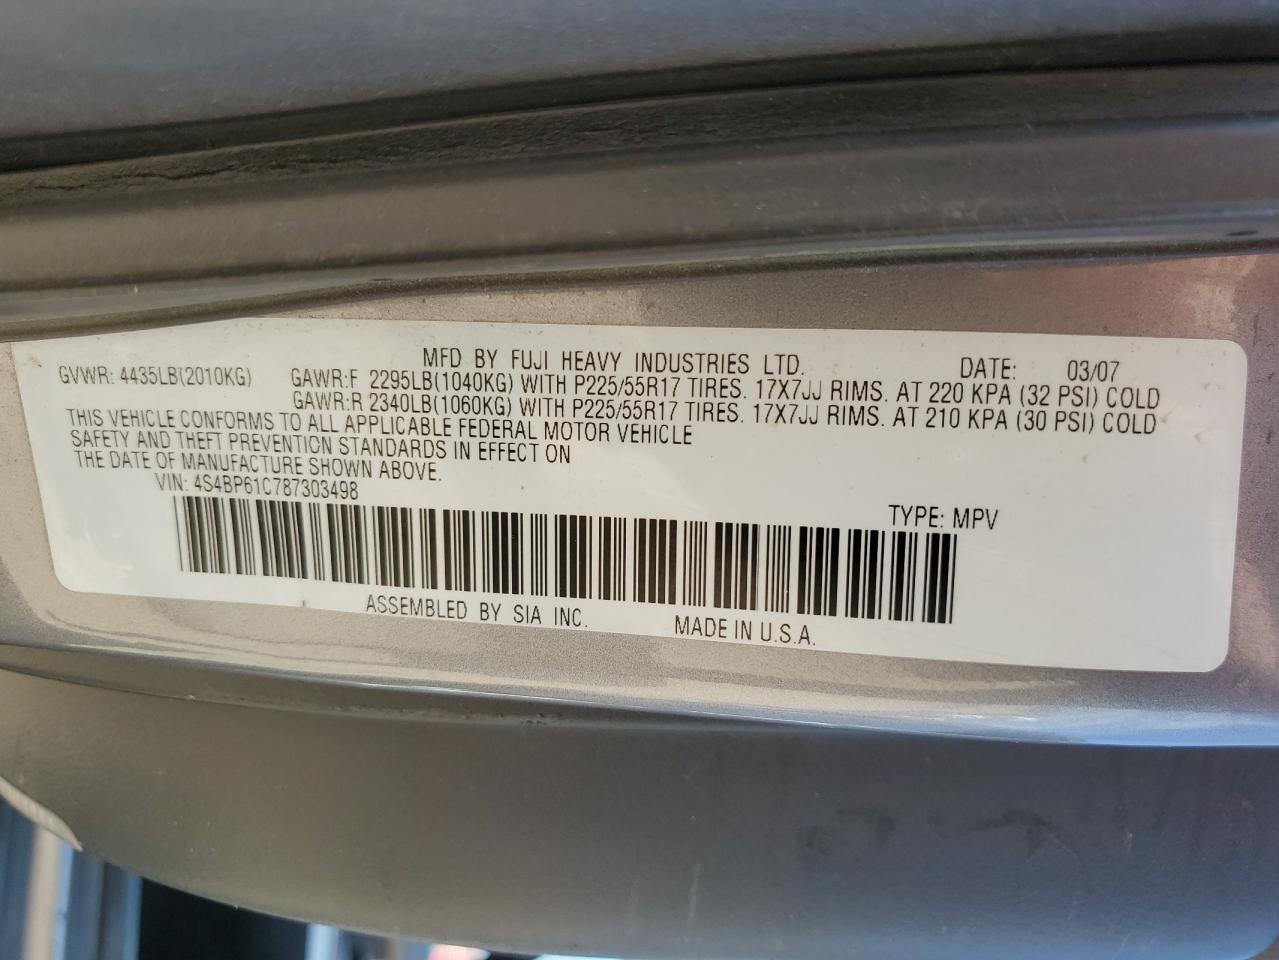 MFD BY FUJI HEAVY INDUSTRIES LTD. DATE: 03/07
GVWR: 4435LB(2010KG) GAWR:F 2295LB(1040KG) WITH P225/55R17 TIRES. 17X7JJ RIMS. AT 220 KPA (32 PSI) COLD
GAWR:R 2340LB(1060KG) WITH P225/55R17 TIRES. 17X7JJ RIMS. AT 210 KPA (30 PSI) COLD
THIS VEHICLE CONFORMS TO ALL APPLICABLE FEDERAL MOTOR VEHICLE
SAFETY AND THEFT PREVENTION STANDARDS IN EFFECT ON
THE DATE OF MANUFACTURE SHOWN ABOVE.
VIN: 4S4BP61C787303498 TYPE: MPV
ASSEMBLED BY SIA INC. MADE IN U.S.A.